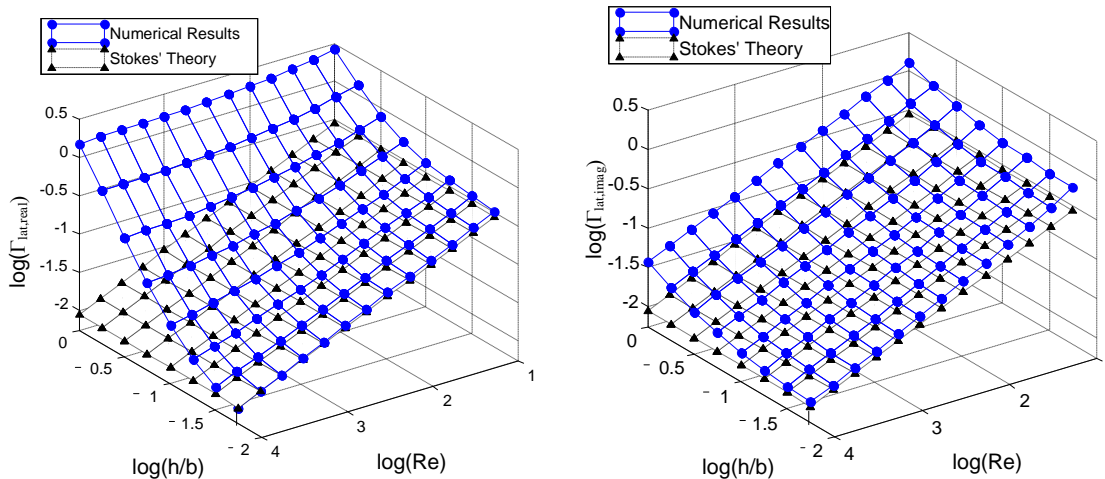 Numerical Results
Stokes' Theory
0.5
0
-0.5
-1
-1.5
-2
log(Γlat,real)
0
- 0.5
- 1
- 1.5
- 2
log(h/b)
4
3
2
1
log(Re)
Numerical Results
Stokes' Theory
0.5
0
-0.5
-1
-1.5
-2
log(Γlat,imag)
0
- 0.5
- 1
- 1.5
- 2
log(h/b)
4
3
2
log(Re)